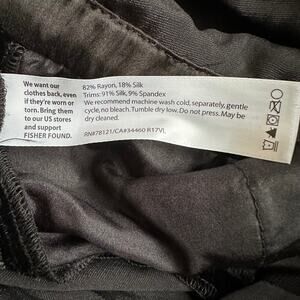 We want our
clothes back, even
if they're worn or
torn. Bring them
to our US stores
and support
FISHER FOUND.
82% Rayon, 18% Silk
Trims: 91% Silk, 9% Spandex
We recommend machine wash cold, separately, gentle
cycle, no bleach. Tumble dry low. Do not press. May be
dry cleaned.
RN#78121/CA#34460 R17VL